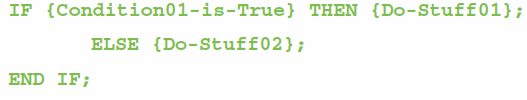 IF {Condition01-is-True} THEN {Do-Stuff01};
ELSE {Do-Stuff02};
END IF;